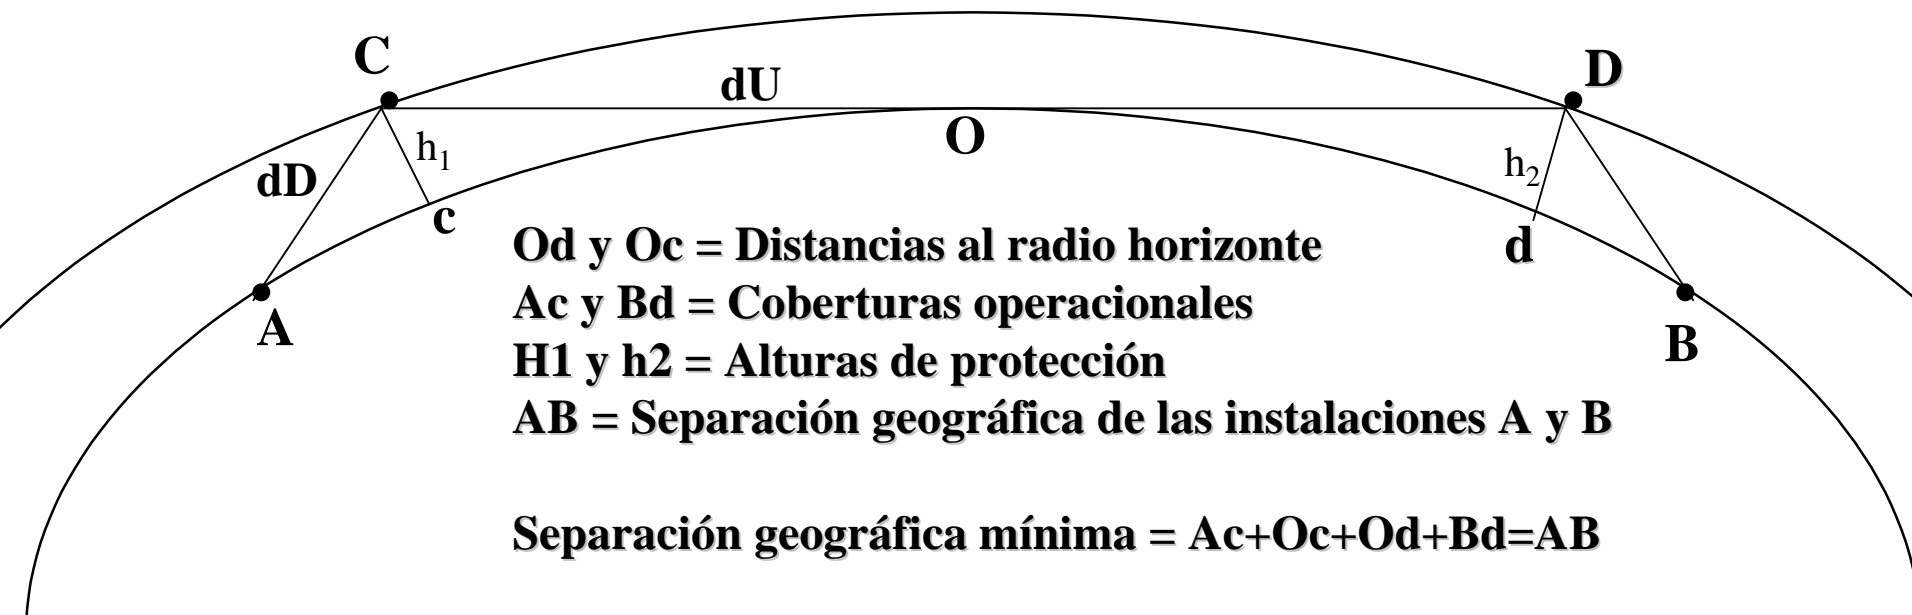 C
D
dU
O
h1
h2
dD
c
d
Od y Oc = Distancias al radio horizonte
Ac y Bd = Coberturas operacionales
A
B
H1 y h2 = Alturas de protección
AB = Separación geográfica de las instalaciones A y B
Separación geográfica mínima = Ac+Oc+Od+Bd=AB